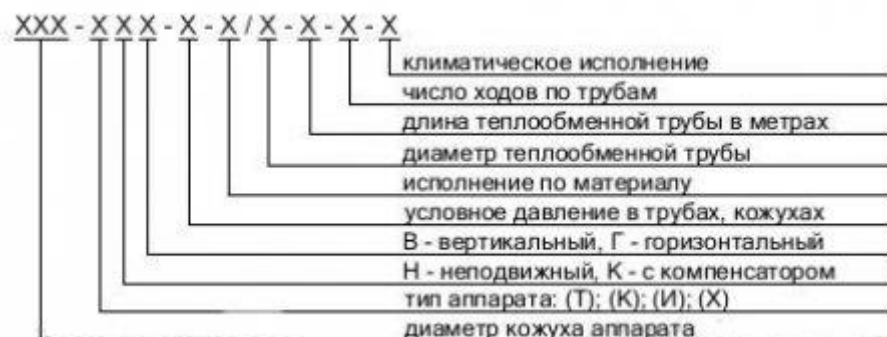 XXX - X X X - X - X / X - X - X - X
климатическое исполнение
число ходов по трубам
длина теплообменной трубы в метрах
диаметр теплообменной трубы
исполнение по материалу
условное давление в трубах, кожухах
В - вертикальный, Г - горизонтальный
Н - неподвижный, К - с компенсатором
тип аппарата: (Т); (К); (И); (Х)
диаметр кожуха аппарата